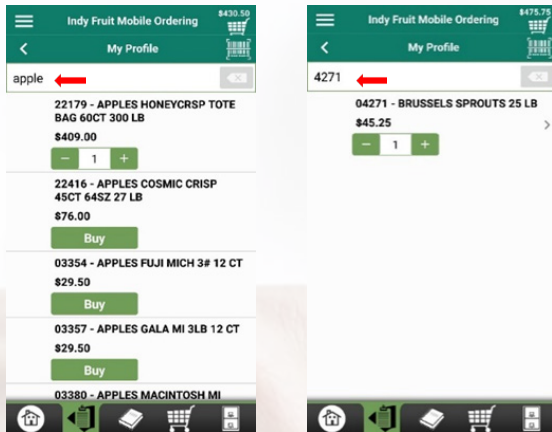 Indy Fruit Mobile Ordering
$430.50
My Profile
apple
22179 - APPLES HONEYCRSP TOTE
BAG 60CT 300 LB
$409.00
− 1 +
22416 - APPLES COSMIC CRISP
45CT 64SZ 27 LB
$76.00
Buy
03354 - APPLES FUJI MICH 3# 12 CT
$29.50
Buy
03357 - APPLES GALA MI 3LB 12 CT
$29.50
Buy
03380 - APPLES MACINTOSH MI
Indy Fruit Mobile Ordering
$475.75
My Profile
4271
04271 - BRUSSELS SPROUTS 25 LB
$45.25
− 1 +